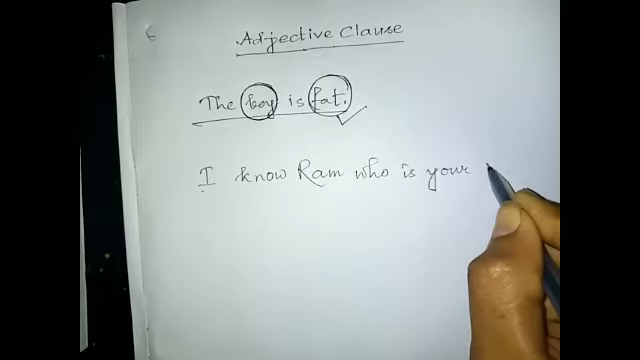 Adjective Clause
The boy is fat.
I know Ram who is your